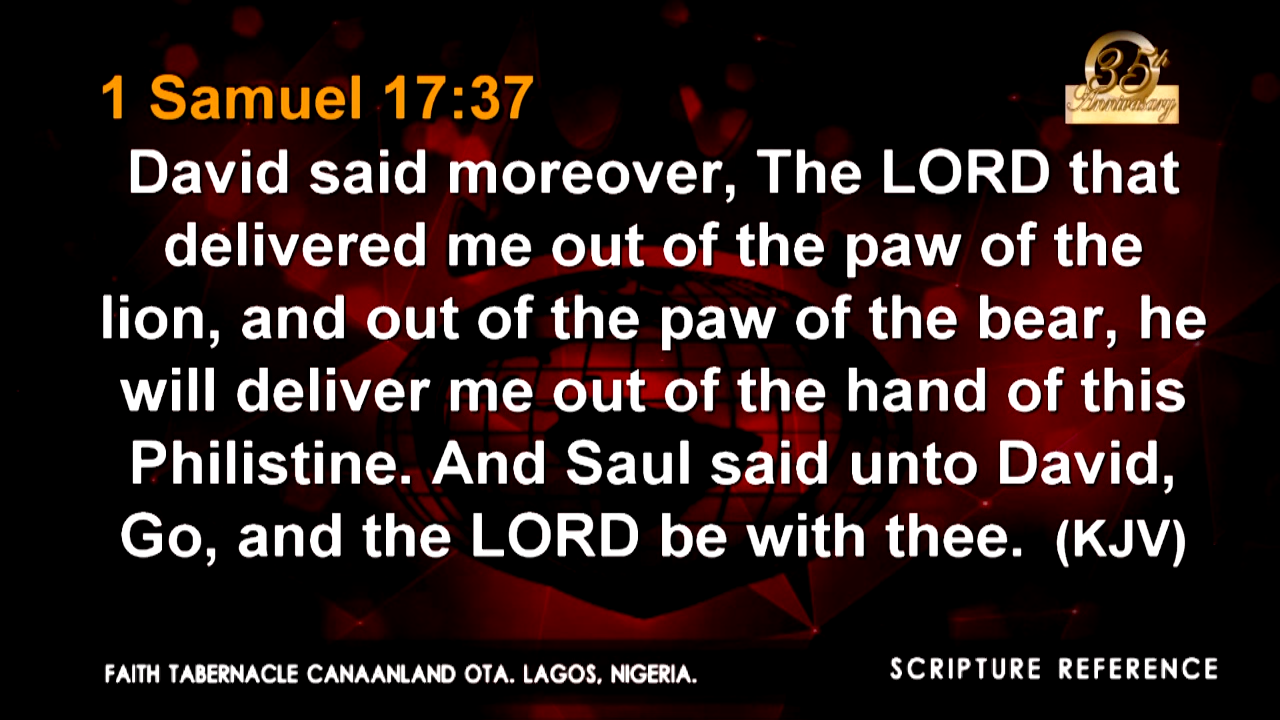 35th
Anniversary
1 Samuel 17:37
David said moreover, The LORD that
delivered me out of the paw of the
lion, and out of the paw of the bear, he
will deliver me out of the hand of this
Philistine. And Saul said unto David,
Go, and the LORD be with thee. (KJV)
FAITH TABERNACLE CANAANLAND OTA. LAGOS, NIGERIA.
SCRIPTURE REFERENCE